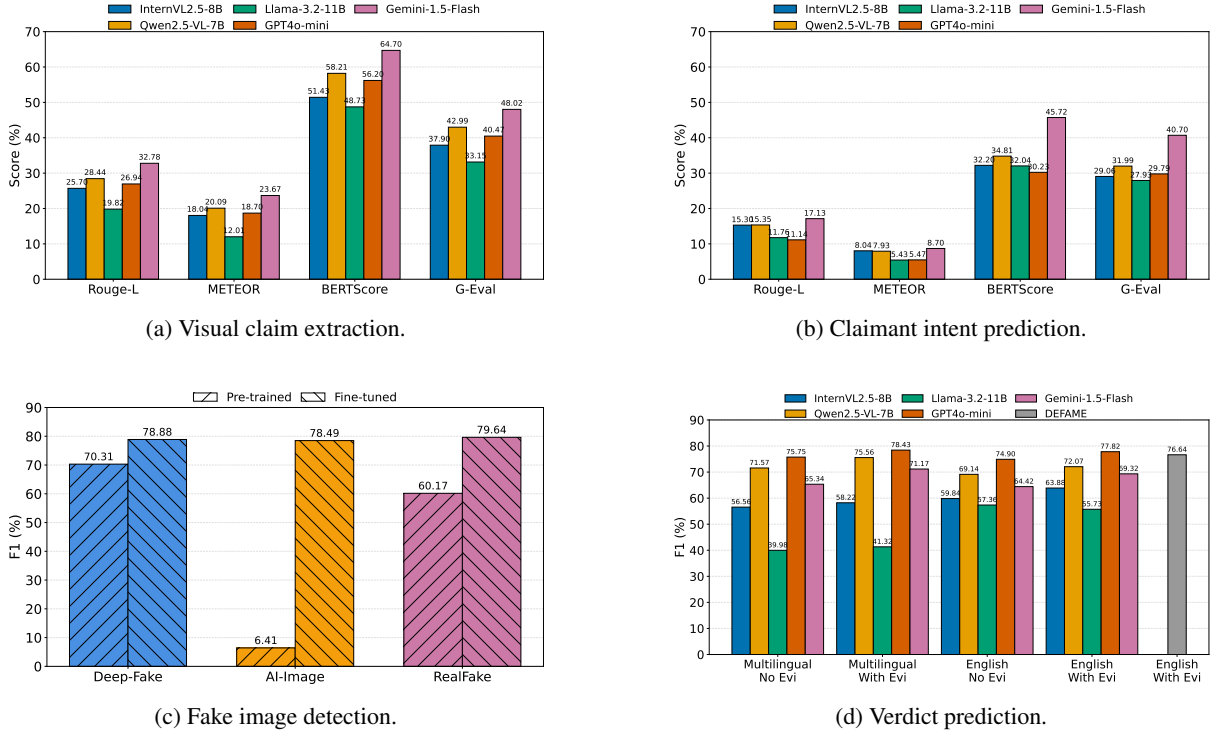 InternVL2.5-8B Llama-3.2-11B Gemini-1.5-Flash
Qwen2.5-VL-7B GPT4o-mini
Score (%)
70
60
50
40
30
20
10
0
25.70 28.44 19.82 26.94 32.78
18.04 20.09 12.01 18.70 23.67
51.43 58.21 48.73 56.20 64.70
37.90 42.99 33.15 40.47 48.02
Rouge-L METEOR BERTScore G-Eval
(a) Visual claim extraction.
InternVL2.5-8B Llama-3.2-11B Gemini-1.5-Flash
Qwen2.5-VL-7B GPT4o-mini
Score (%)
70
60
50
40
30
20
10
0
15.30 15.35 11.76 11.14 17.13
8.04 7.93 5.43 5.47 8.70
32.20 34.81 32.04 30.23 45.72
29.06 31.99 27.93 29.79 40.70
Rouge-L METEOR BERTScore G-Eval
(b) Claimant intent prediction.
Pre-trained Fine-tuned
F1 (%)
90
80
70
60
50
40
30
20
10
0
70.31 78.88
6.41 78.49
60.17 79.64
Deep-Fake AI-Image RealFake
(c) Fake image detection.
InternVL2.5-8B Llama-3.2-11B Gemini-1.5-Flash
Qwen2.5-VL-7B GPT4o-mini DEFAME
F1 (%)
90
80
70
60
50
40
30
20
10
0
56.56 71.57 39.98 75.75 65.34
58.22 75.56 41.32 78.43 71.17
59.84 69.14 57.36 74.90 64.42
63.88 72.07 55.73 77.82 69.32
76.64
Multilingual Multilingual English English English
No Evi With Evi No Evi With Evi With Evi
(d) Verdict prediction.